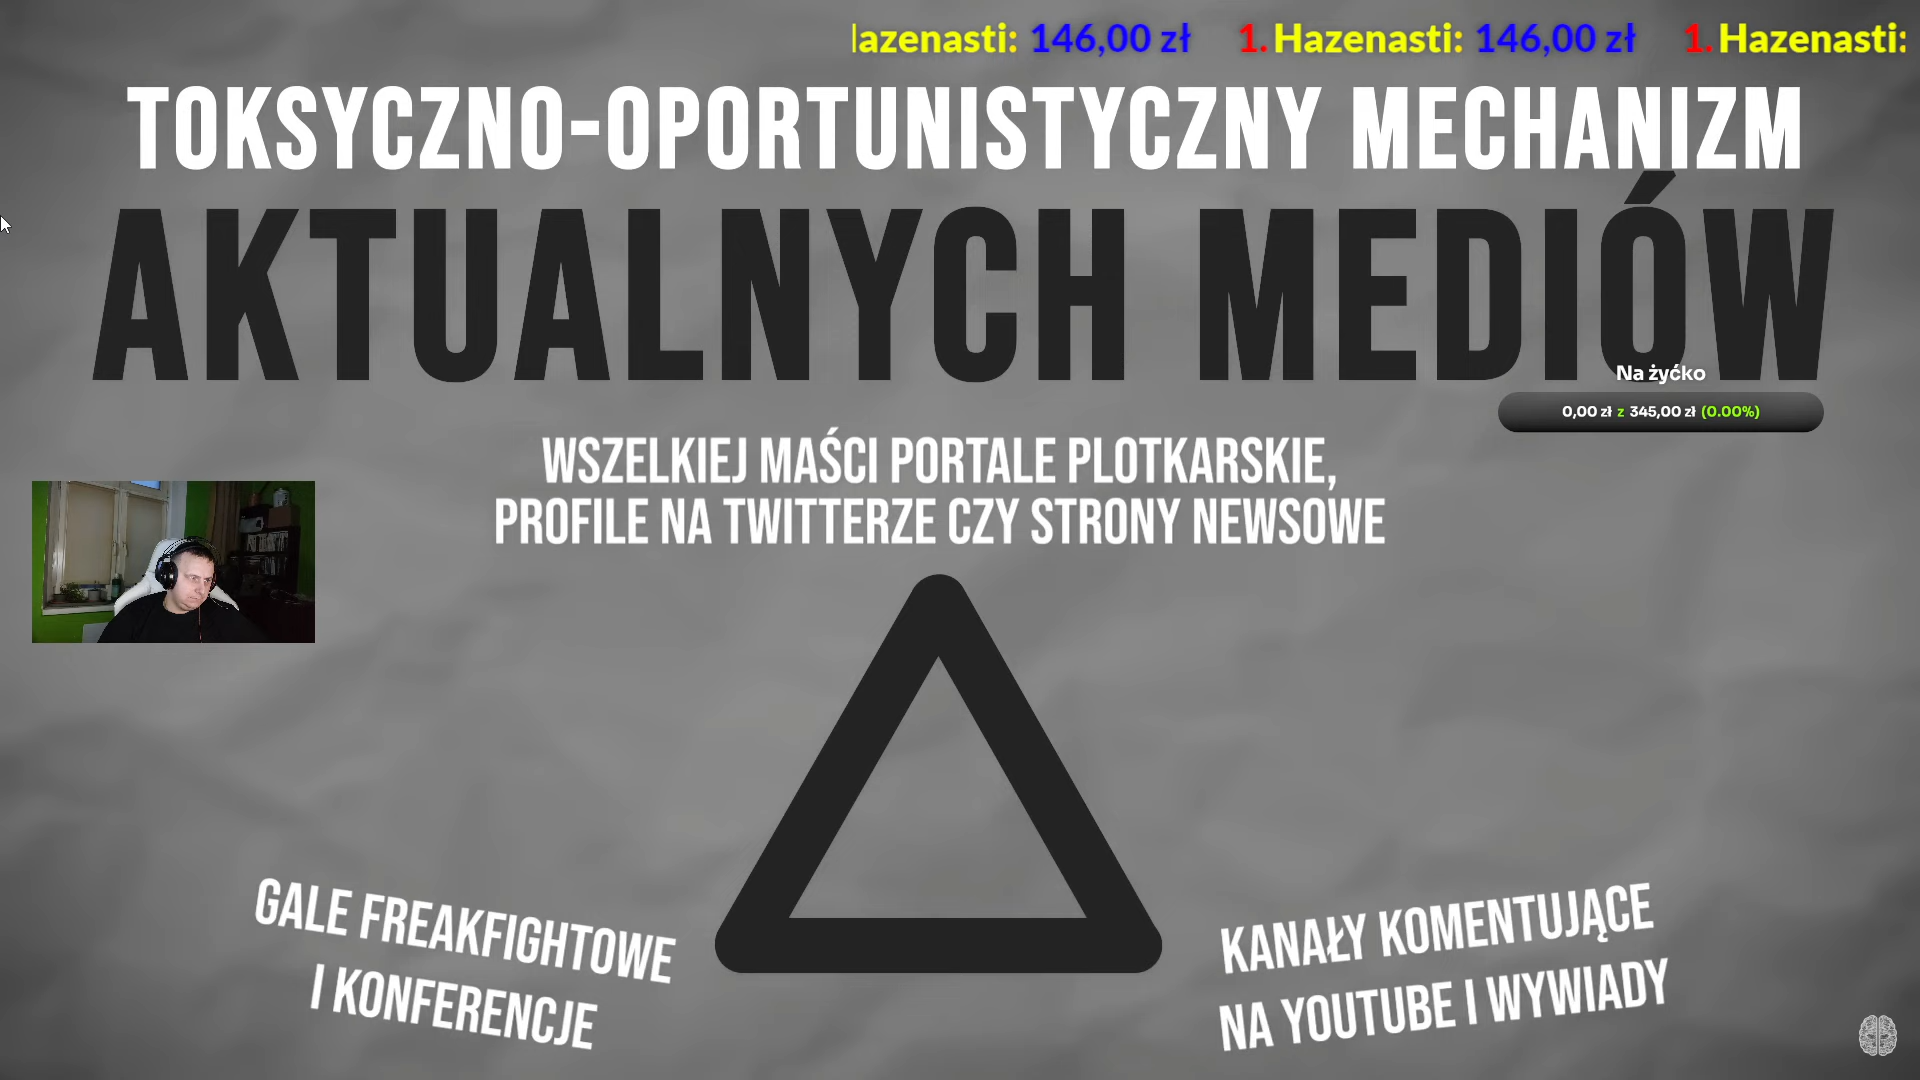 azenasti: 146,00 zł 1. Hazenasti: 146,00 zł 1. Hazenasti:
TOKSYCZNO-OPORTUNISTYCZNY MECHANIZM
AKTUALNYCH MEDIÓW
Na żyćko
0,00 zł z 345,00 zł (0.00%)
WSZELKIEJ MAŚCI PORTALE PLOTKARSKIE,
PROFILE NA TWITTERZE CZY STRONY NEWSOWE
GALE FREAKFIGHTOWE
I KONFERENCJE
KANAŁY KOMENTUJĄCE
NA YOUTUBE I WYWIADY